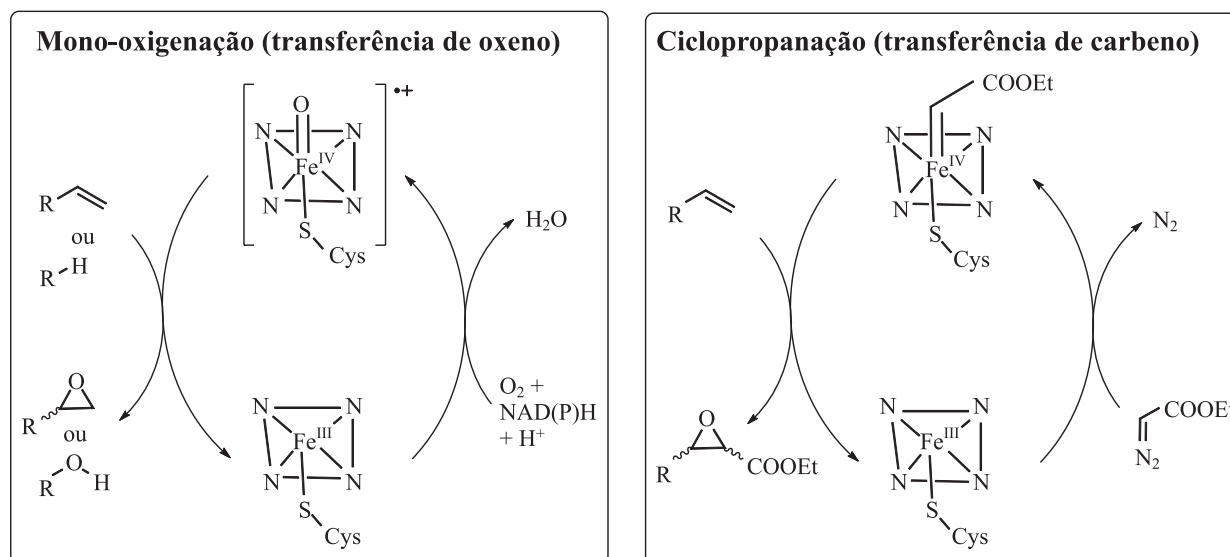 Mono-oxigenação (transferência de oxeno)
O
•+
N N
Fe^IV
N N
S
Cys
R
ou
R H
H₂O
O
R
ou
O
R H
O₂ +
NAD(P)H
+ H⁺
N N
Fe^III
N N
S
Cys
Ciclopropanação (transferência de carbeno)
COOEt
N N
Fe^IV
N N
S
Cys
R
N₂
O
R COOEt
COOEt
N₂
N N
Fe^III
N N
S
Cys